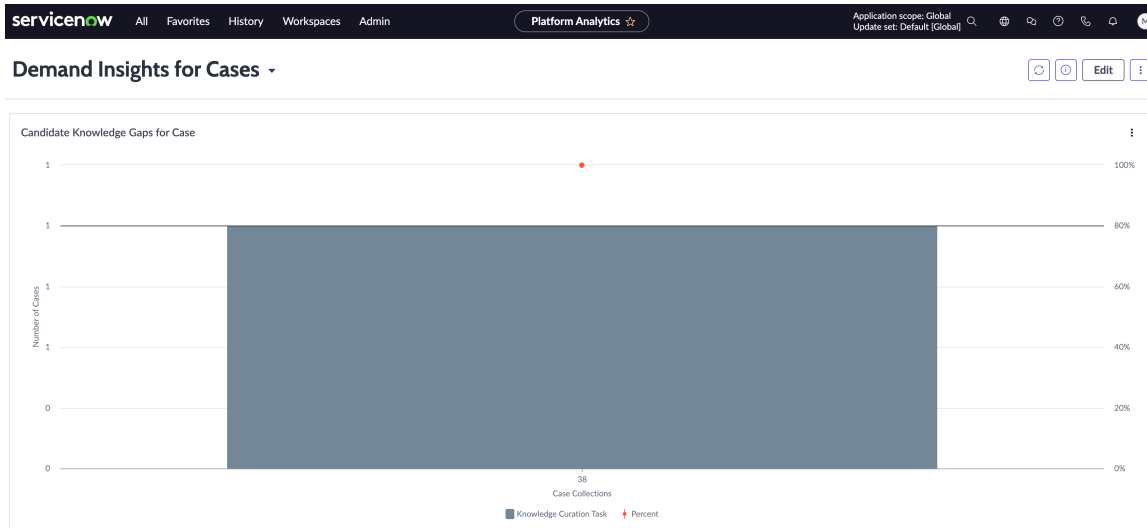 servicenow All Favorites History Workspaces Admin Platform Analytics Application scope: Global
Update set: Default [Global]
Demand Insights for Cases
Edit
Candidate Knowledge Gaps for Case
1 100%
1 80%
1 60%
1 40%
0 20%
0 0%
Number of Cases
38
Case Collections
Knowledge Curation Task Percent